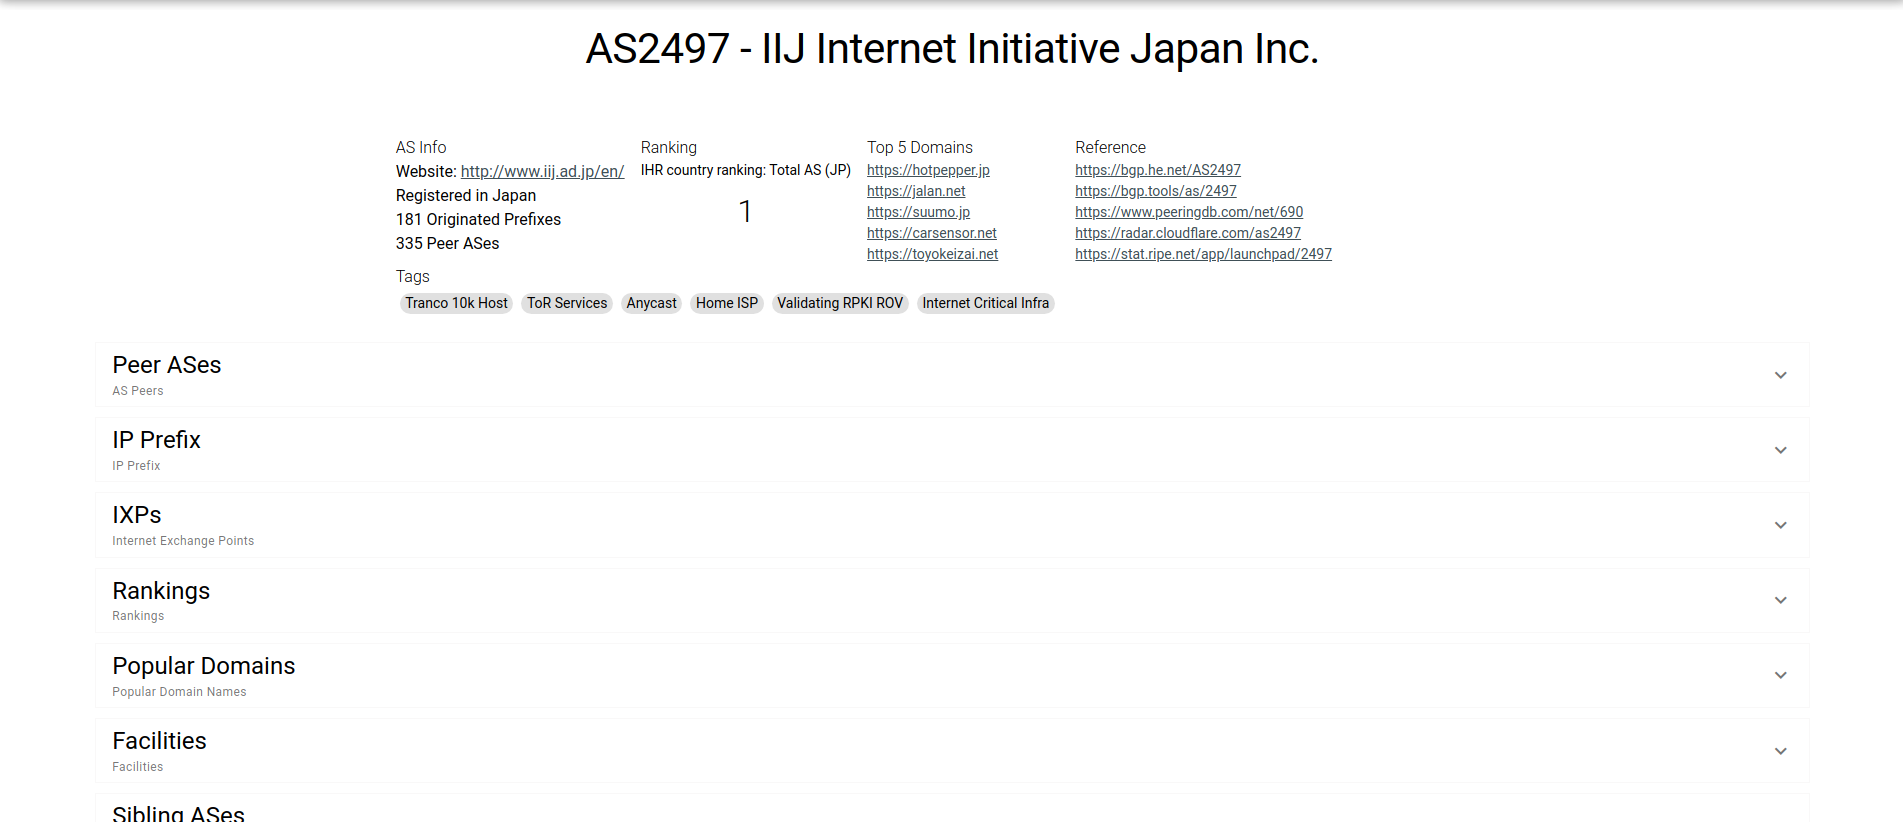 AS2497 - IIJ Internet Initiative Japan Inc.
AS Info
Website: http://www.iij.ad.jp/en/
Registered in Japan
181 Originated Prefixes
335 Peer ASes
Ranking
IHR country ranking: Total AS (JP)
1
Top 5 Domains
https://hotpepper.jp
https://jalan.net
https://suumo.jp
https://carsensor.net
https://toyokeizai.net
Reference
https://bgp.he.net/AS2497
https://bgp.tools/as/2497
https://www.peeringdb.com/net/690
https://radar.cloudflare.com/as2497
https://stat.ripe.net/app/launchpad/2497
Tags
Tranco 10k Host ToR Services Anycast Home ISP Validating RPKI ROV Internet Critical Infra
Peer ASes
AS Peers
IP Prefix
IP Prefix
IXPs
Internet Exchange Points
Rankings
Rankings
Popular Domains
Popular Domain Names
Facilities
Facilities
Sibling ASes